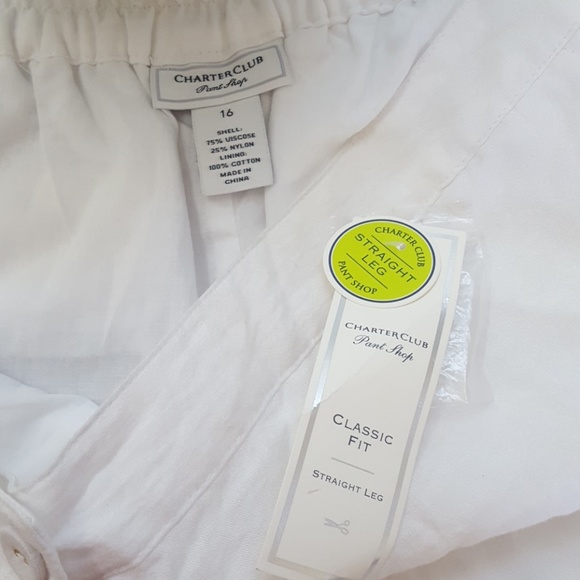 CHARTER CLUB
Pant Shop
16
SHELL:
75% VISCOSE
25% NYLON
LINING:
100% COTTON
MADE IN
CHINA
CHARTER CLUB
STRAIGHT
LEG
PANT SHOP
CHARTER CLUB
Pant Shop
CLASSIC
FIT
STRAIGHT LEG